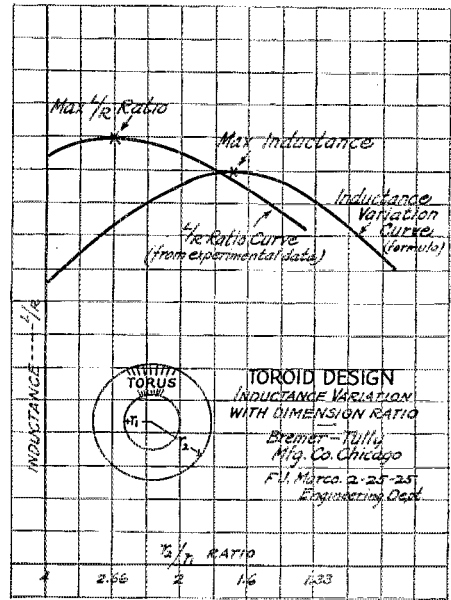 Max L/R Ratio
Max Inductance
Inductance
Variation
Curve
(formula)
L/R Ratio Curve
(from experimental data)
INDUCTANCE ---- L/R
TORUS
r1
r2
TOROID DESIGN
INDUCTANCE VARIATION
WITH DIMENSION RATIO
Bremer-Tully
Mfg. Co. Chicago
F.J. Marco. 2-25-25
Engineering Dept
r2/r1 RATIO
4 2.66 2 1.6 1.33